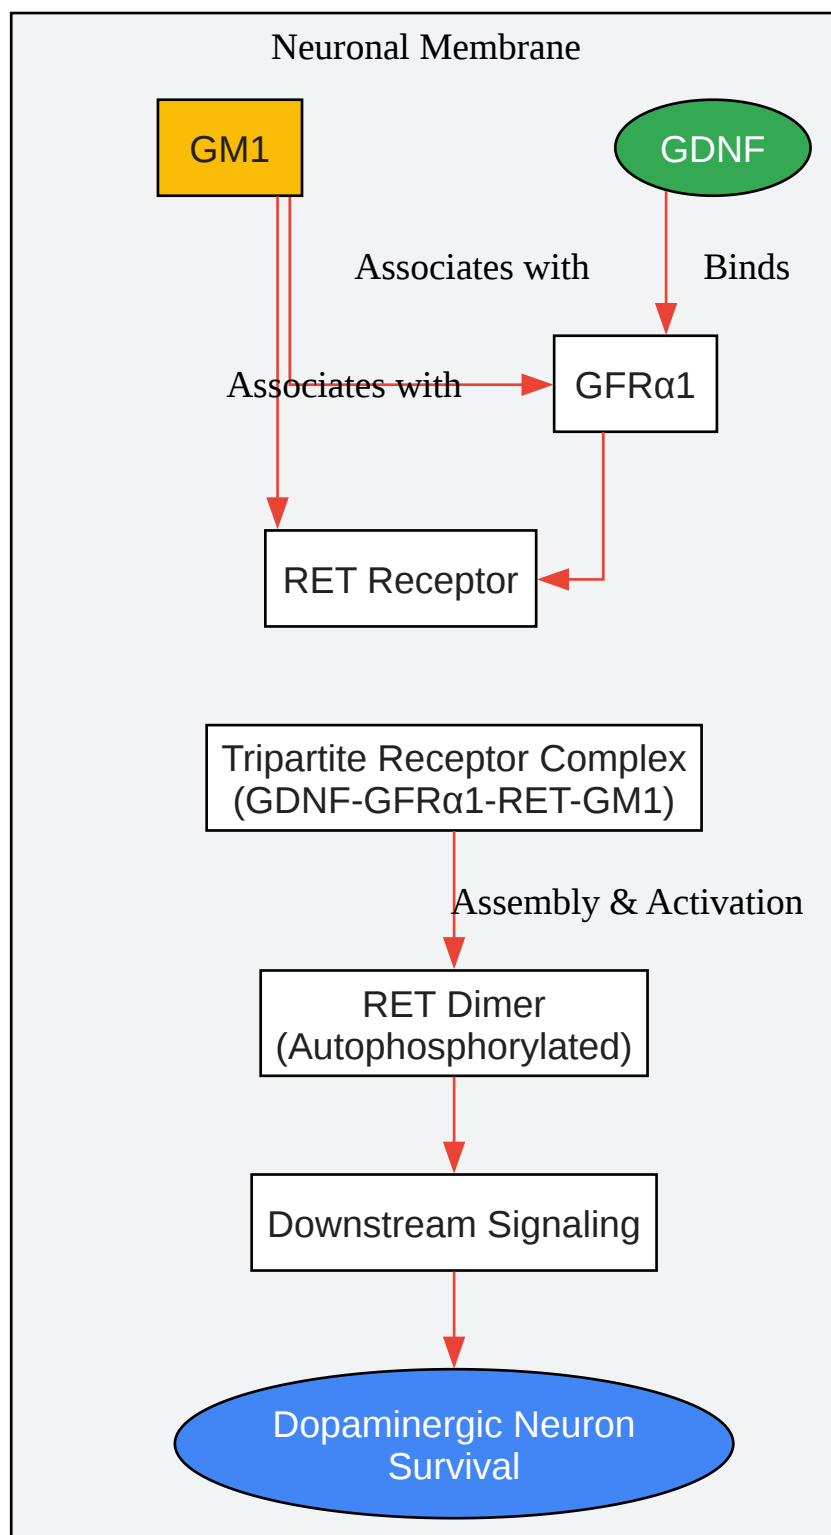 Neuronal Membrane
GM1
GDNF
Associates with
Binds
Associates with
GFRα1
RET Receptor
Tripartite Receptor Complex
(GDNF-GFRα1-RET-GM1)
Assembly & Activation
RET Dimer
(Autophosphorylated)
Downstream Signaling
Dopaminergic Neuron
Survival